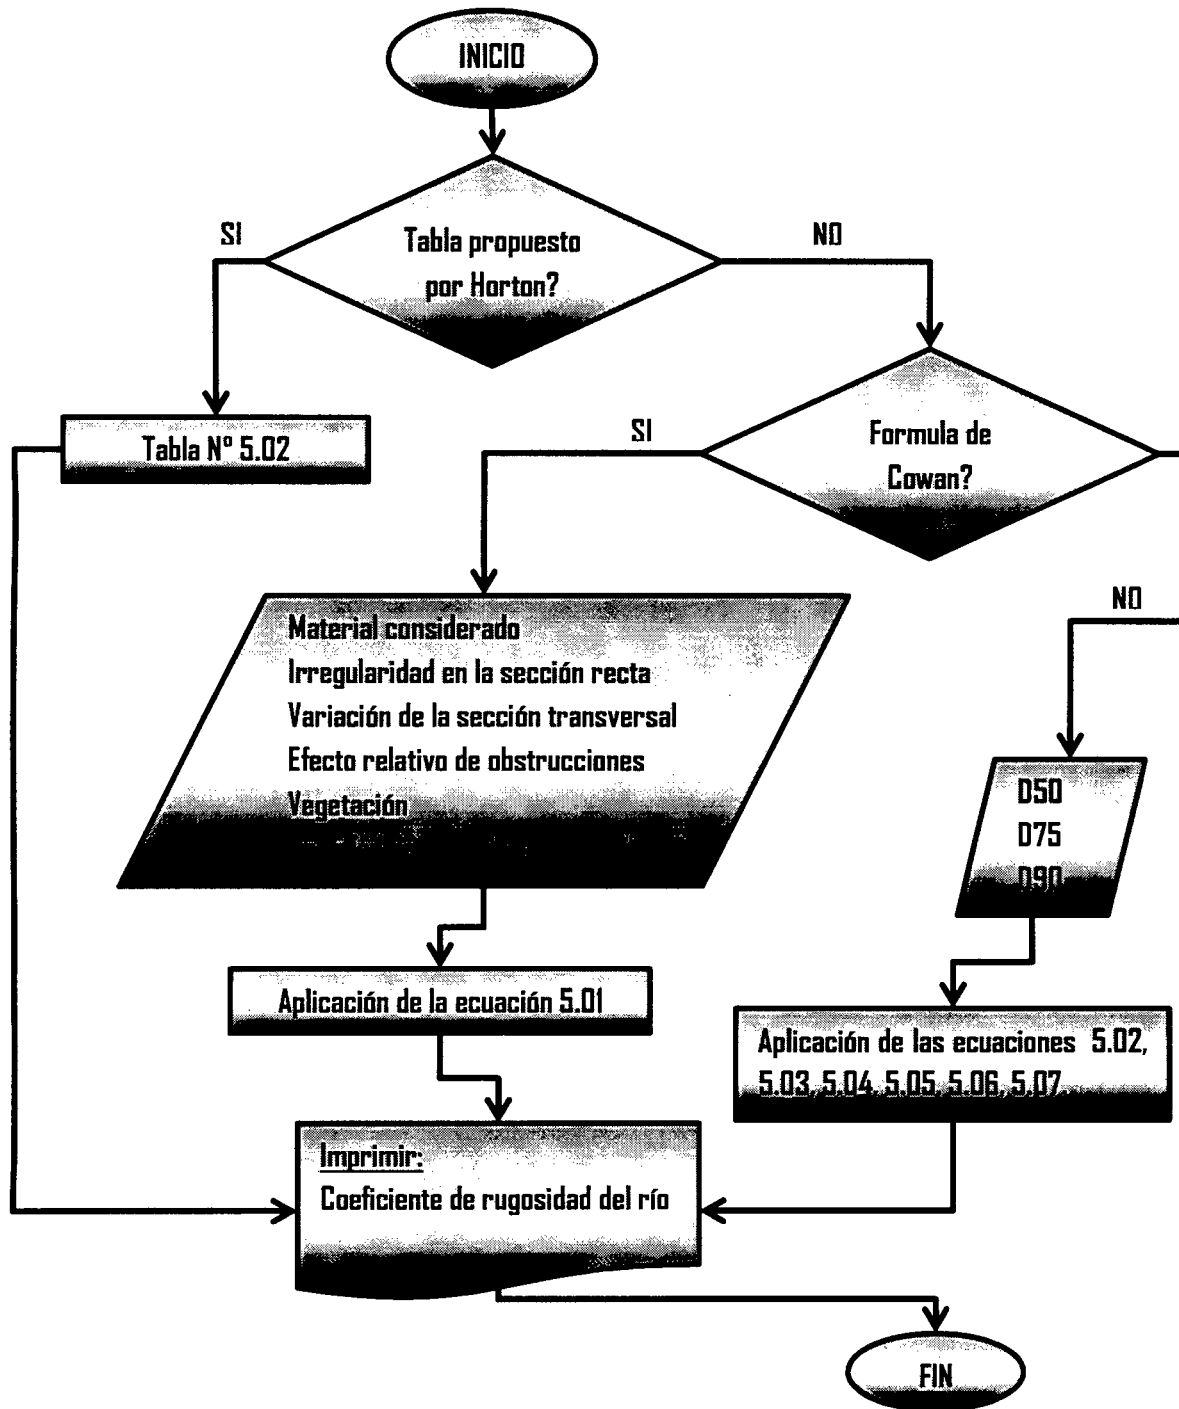 INICIO
SI
Tabla propuesto
por Horton?
NO
Tabla N° 5.02
SI
Formula de
Cowan?
NO
Material considerado
Irregularidad en la sección recta
Variación de la sección transversal
Efecto relativo de obstrucciones
Vegetación
D50
D75
D90
Aplicación de la ecuación 5.01
Aplicación de las ecuaciones 5.02,
5.03, 5.04, 5.05, 5.06, 5.07.
Imprimir:
Coeficiente de rugosidad del río
FIN